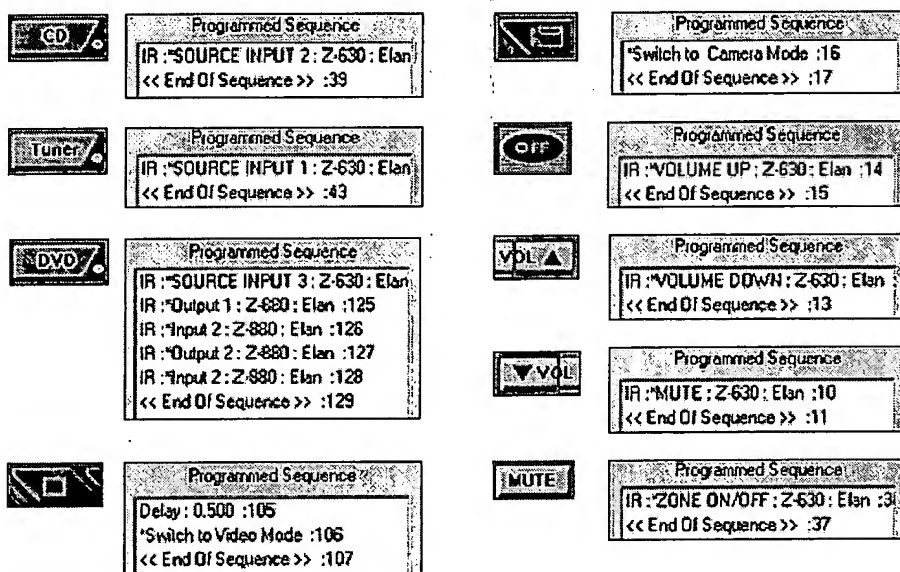 CD
Programmed Sequence
IR :*SOURCE INPUT 2 : Z-630 : Elan
<< End Of Sequence >> :39
Tuner
Programmed Sequence
IR :*SOURCE INPUT 1 : Z-630 : Elan
<< End Of Sequence >> :43
DVD
Programmed Sequence
IR :*SOURCE INPUT 3 : Z-630 : Elan
IR :*Output 1 : Z-880 : Elan :125
IR :*Input 2 : Z-880 : Elan :126
IR :*Output 2 : Z-880 : Elan :127
IR :*Input 2 : Z-880 : Elan :128
<< End Of Sequence >> :129
Programmed Sequence
Delay : 0.500 :105
*Switch to Video Mode :106
<< End Of Sequence >> :107
Programmed Sequence
*Switch to Camera Mode :16
<< End Of Sequence >> :17
OFF
Programmed Sequence
IR :*VOLUME UP : Z-630 : Elan :14
<< End Of Sequence >> :15
VOL ▲
Programmed Sequence
IR :*VOLUME DOWN : Z-630 : Elan :
<< End Of Sequence >> :13
▼ VOL
Programmed Sequence
IR :*MUTE : Z-630 : Elan :10
<< End Of Sequence >> :11
MUTE
Programmed Sequence
IR :*ZONE ON/OFF : Z-630 : Elan :3
<< End Of Sequence >> :37